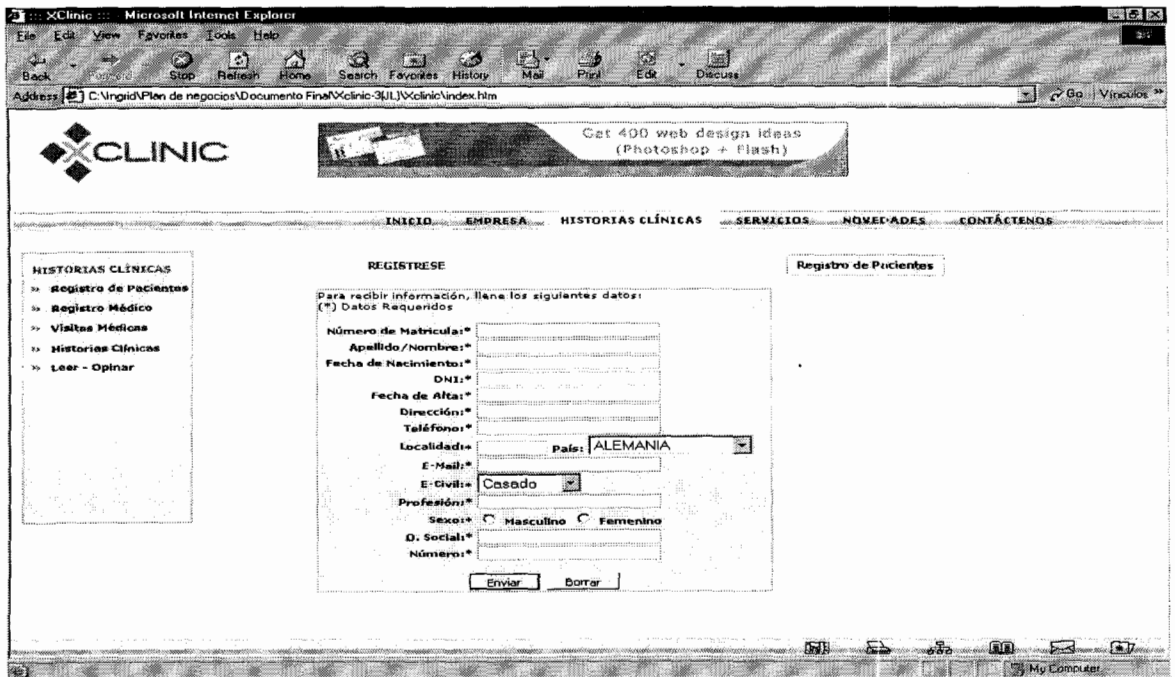 ::: XClinic ::: - Microsoft Internet Explorer
File Edit View Favorites Tools Help
Back Forward Stop Refresh Home Search Favorites History Mail Print Edit Discuss
Address C:\Ingrid\Plan de negocios\Documento Final\Xclinic-3(JL)\Xclinic\index.htm Go Vínculos »
XCLINIC
Get 400 web design ideas
(Photoshop + Flash)
INICIO EMPRESA HISTORIAS CLÍNICAS SERVICIOS NOVEDADES CONTÁCTENOS
HISTORIAS CLÍNICAS
» Registro de Pacientes
» Registro Médico
» Visitas Médicas
» Historias Clínicas
» Leer - Opinar
REGISTRESE
Registro de Pacientes
Para recibir información, llene los siguientes datos:
(*) Datos Requeridos
Número de Matricula:*
Apellido/Nombre:*
Fecha de Nacimiento:*
DNI:*
Fecha de Alta:*
Dirección:*
Teléfono:*
Localidad:* País: ALEMANIA
E-Mail:*
E-Civil:* Casado
Profesión:*
Sexo:* Masculino Femenino
O. Social:*
Número:*
Enviar Borrar
My Computer